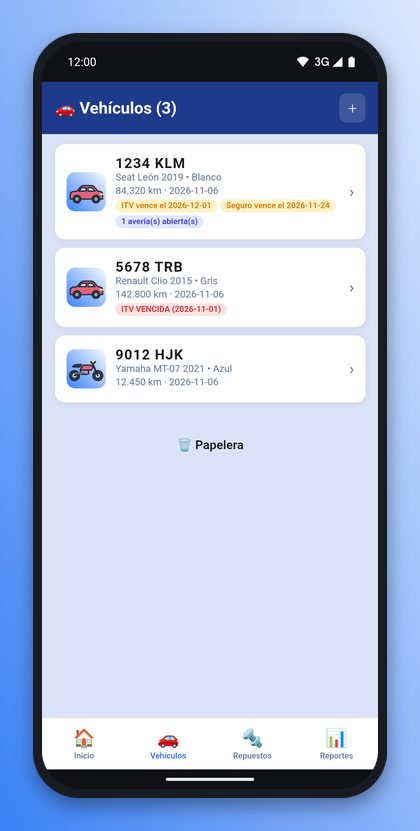 12:00
3G
Vehículos (3)
+
1234 KLM
Seat León 2019 • Blanco
84.320 km · 2026-11-06
ITV vence el 2026-12-01 Seguro vence el 2026-11-24
1 avería(s) abierta(s)
5678 TRB
Renault Clio 2015 • Gris
142.800 km · 2026-11-06
ITV VENCIDA (2026-11-01)
9012 HJK
Yamaha MT-07 2021 • Azul
12.450 km · 2026-11-06
Papelera
Inicio Vehículos Repuestos Reportes